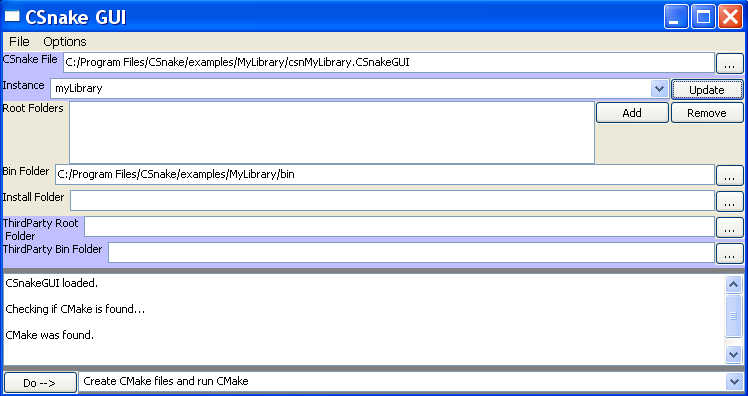 CSnake GUI
File Options
CSnake File C:/Program Files/CSnake/examples/MyLibrary/csnMyLibrary.CSnakeGUI ...
Instance myLibrary Update
Root Folders Add Remove
Bin Folder C:/Program Files/CSnake/examples/MyLibrary/bin ...
Install Folder ...
ThirdParty Root
Folder ...
ThirdParty Bin Folder ...
CSnakeGUI loaded.
Checking if CMake is found...
CMake was found.
Do --> Create CMake files and run CMake